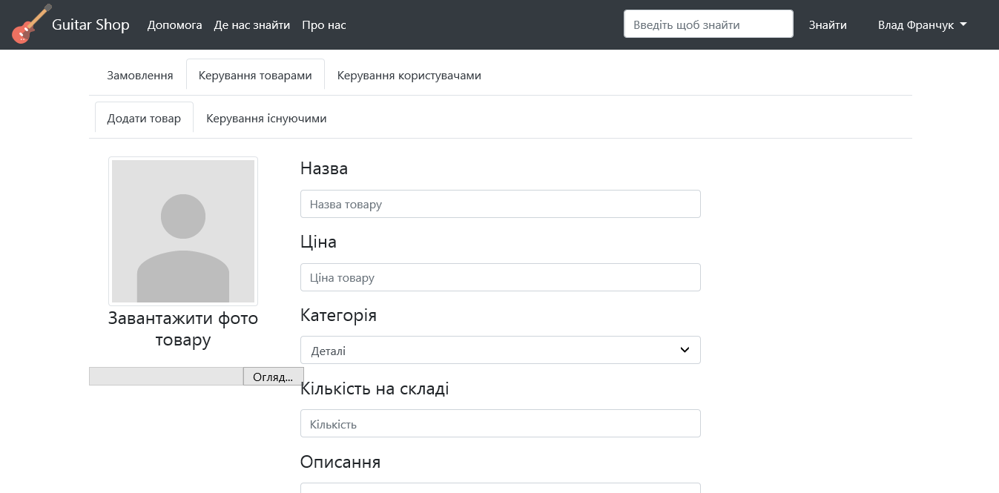 Guitar Shop Допомога Де нас знайти Про нас Введіть щоб знайти Знайти Влад Франчук
Замовлення Керування товарами Керування користувачами
Додати товар Керування існуючими
Завантажити фото
товару
Огляд...
Назва
Назва товару
Ціна
Ціна товару
Категорія
Деталі
Кількість на складі
Кількість
Описання